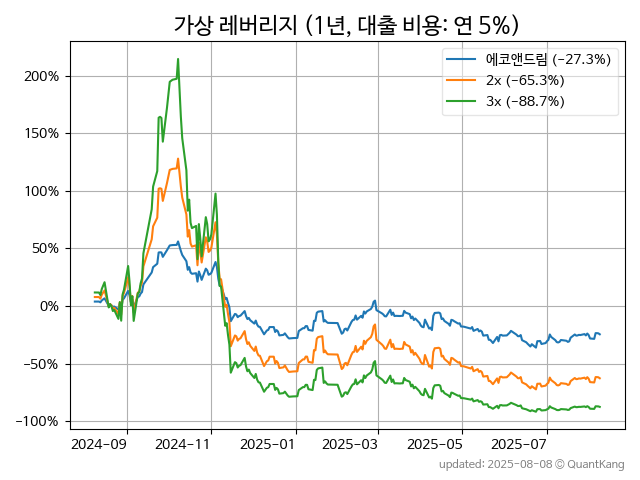 가상 레버리지 (1년, 대출 비용: 연 5%)
에코앤드림 (−27.3%)
2x (−65.3%)
3x (−88.7%)
200%
150%
100%
50%
0%
−50%
−100%
2024-09
2024-11
2025-01
2025-03
2025-05
2025-07
updated: 2025-08-08 © QuantKang